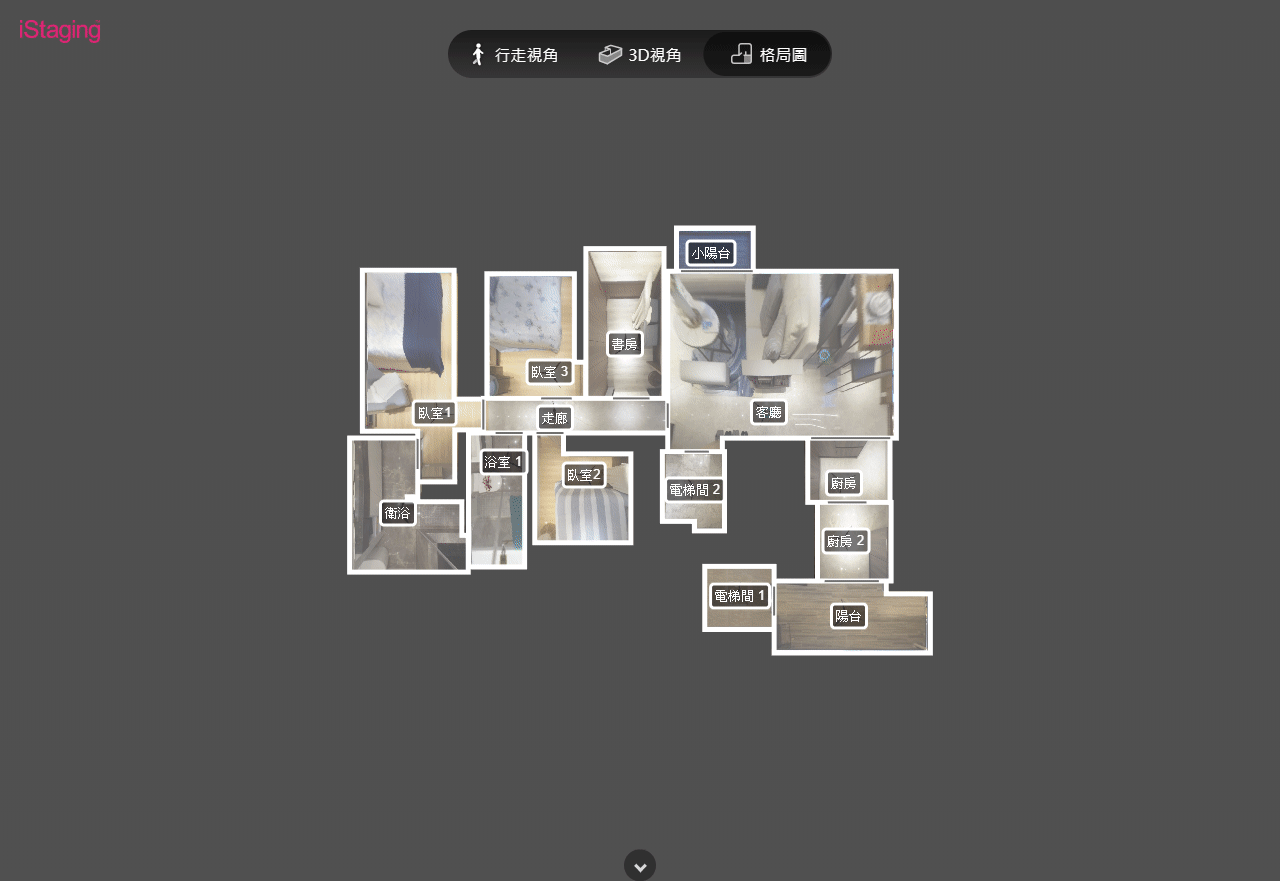 iStaging
行走視角
3D視角
格局圖
小陽台
書房
臥室 3
臥室1
走廊
客廳
浴室 1
臥室2
廚房
電梯間 2
衛浴
廚房 2
電梯間 1
陽台